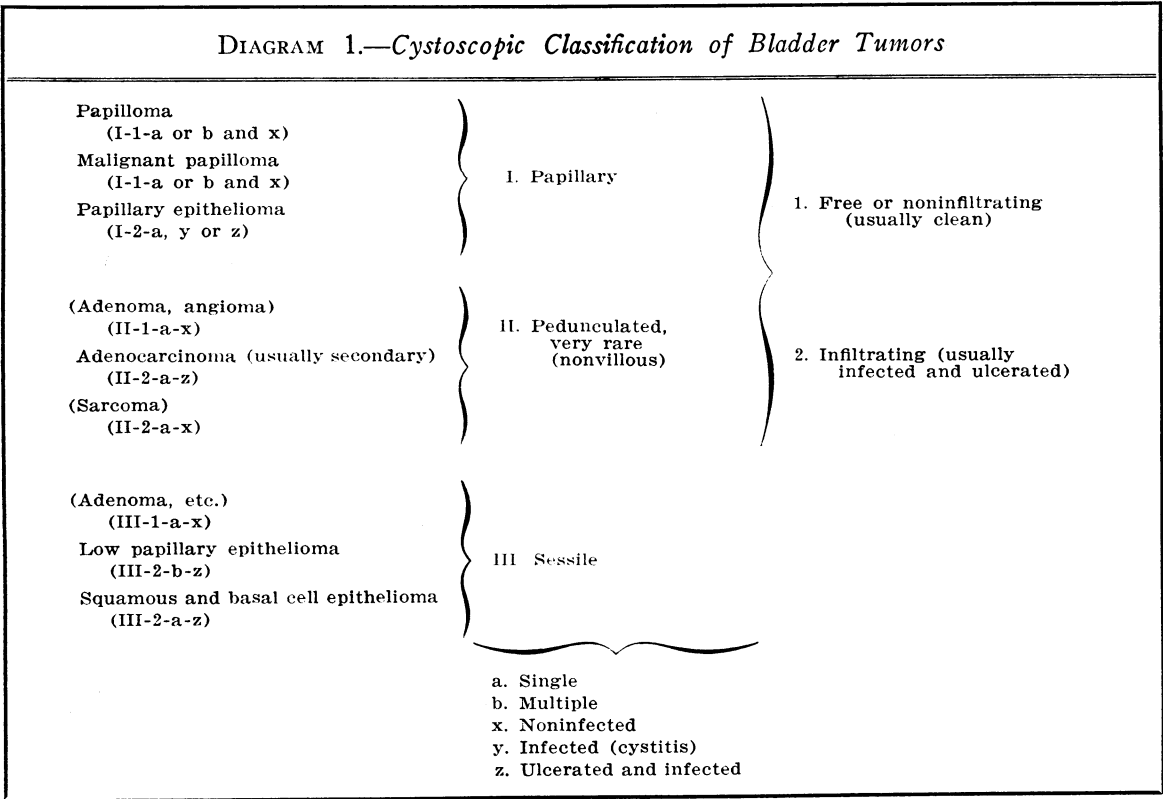 DIAGRAM 1.—Cystoscopic Classification of Bladder Tumors
Papilloma
(I-1-a or b and x)
Malignant papilloma
(I-1-a or b and x)
Papillary epithelioma
(I-2-a, y or z)
(Adenoma, angioma)
(II-1-a-x)
Adenocarcinoma (usually secondary)
(II-2-a-z)
(Sarcoma)
(II-2-a-x)
(Adenoma, etc.)
(III-1-a-x)
Low papillary epithelioma
(III-2-b-z)
Squamous and basal cell epithelioma
(III-2-a-z)
I. Papillary
II. Pedunculated,
very rare
(nonvillous)
III Sessile
1. Free or noninfiltrating
(usually clean)
2. Infiltrating (usually
infected and ulcerated)
a. Single
b. Multiple
x. Noninfected
y. Infected (cystitis)
z. Ulcerated and infected